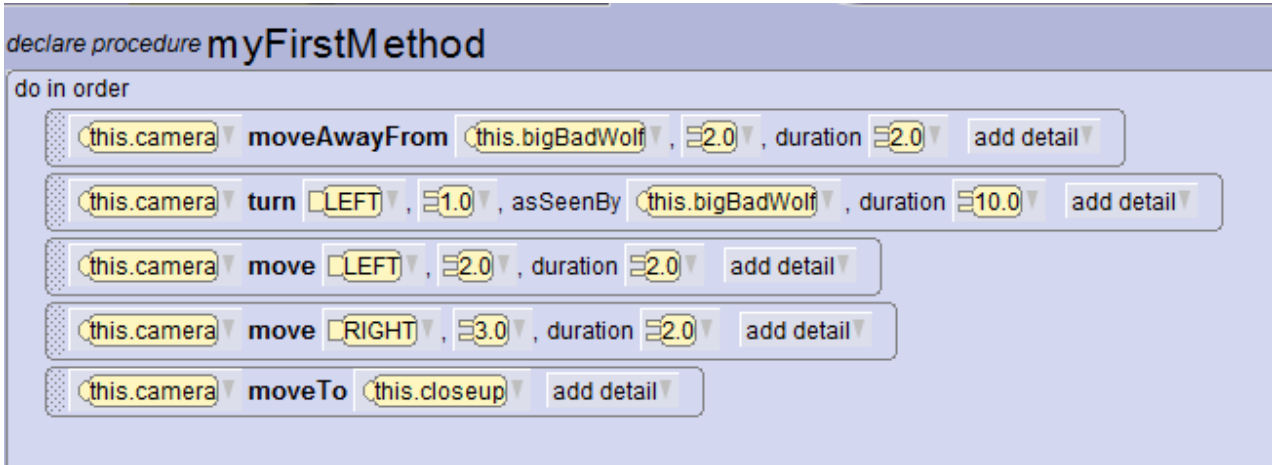 declare procedure myFirstMethod
do in order
this.camera moveAwayFrom this.bigBadWolf , 2.0 , duration 2.0 add detail
this.camera turn LEFT , 1.0 , asSeenBy this.bigBadWolf , duration 10.0 add detail
this.camera move LEFT , 2.0 , duration 2.0 add detail
this.camera move RIGHT , 3.0 , duration 2.0 add detail
this.camera moveTo this.closeup add detail